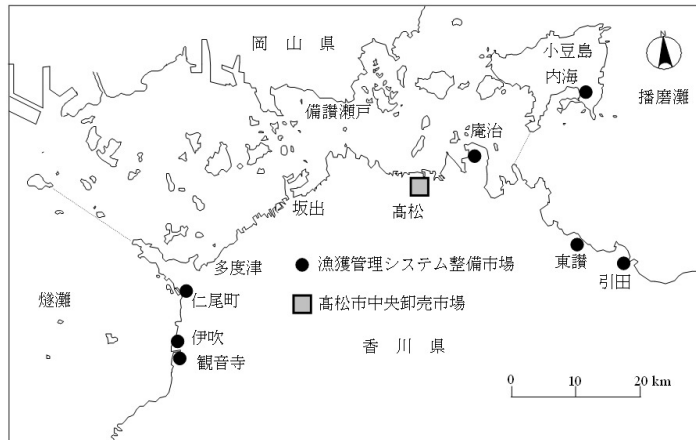 岡 山 県
小豆島
内海
播磨灘
備讃瀬戸
庵治
坂出
高松
多度津
漁獲管理システム整備市場
東讃
引田
燧灘
仁尾町
高松市中央卸売市場
伊吹
観音寺
香 川 県
0 10 20 km
N